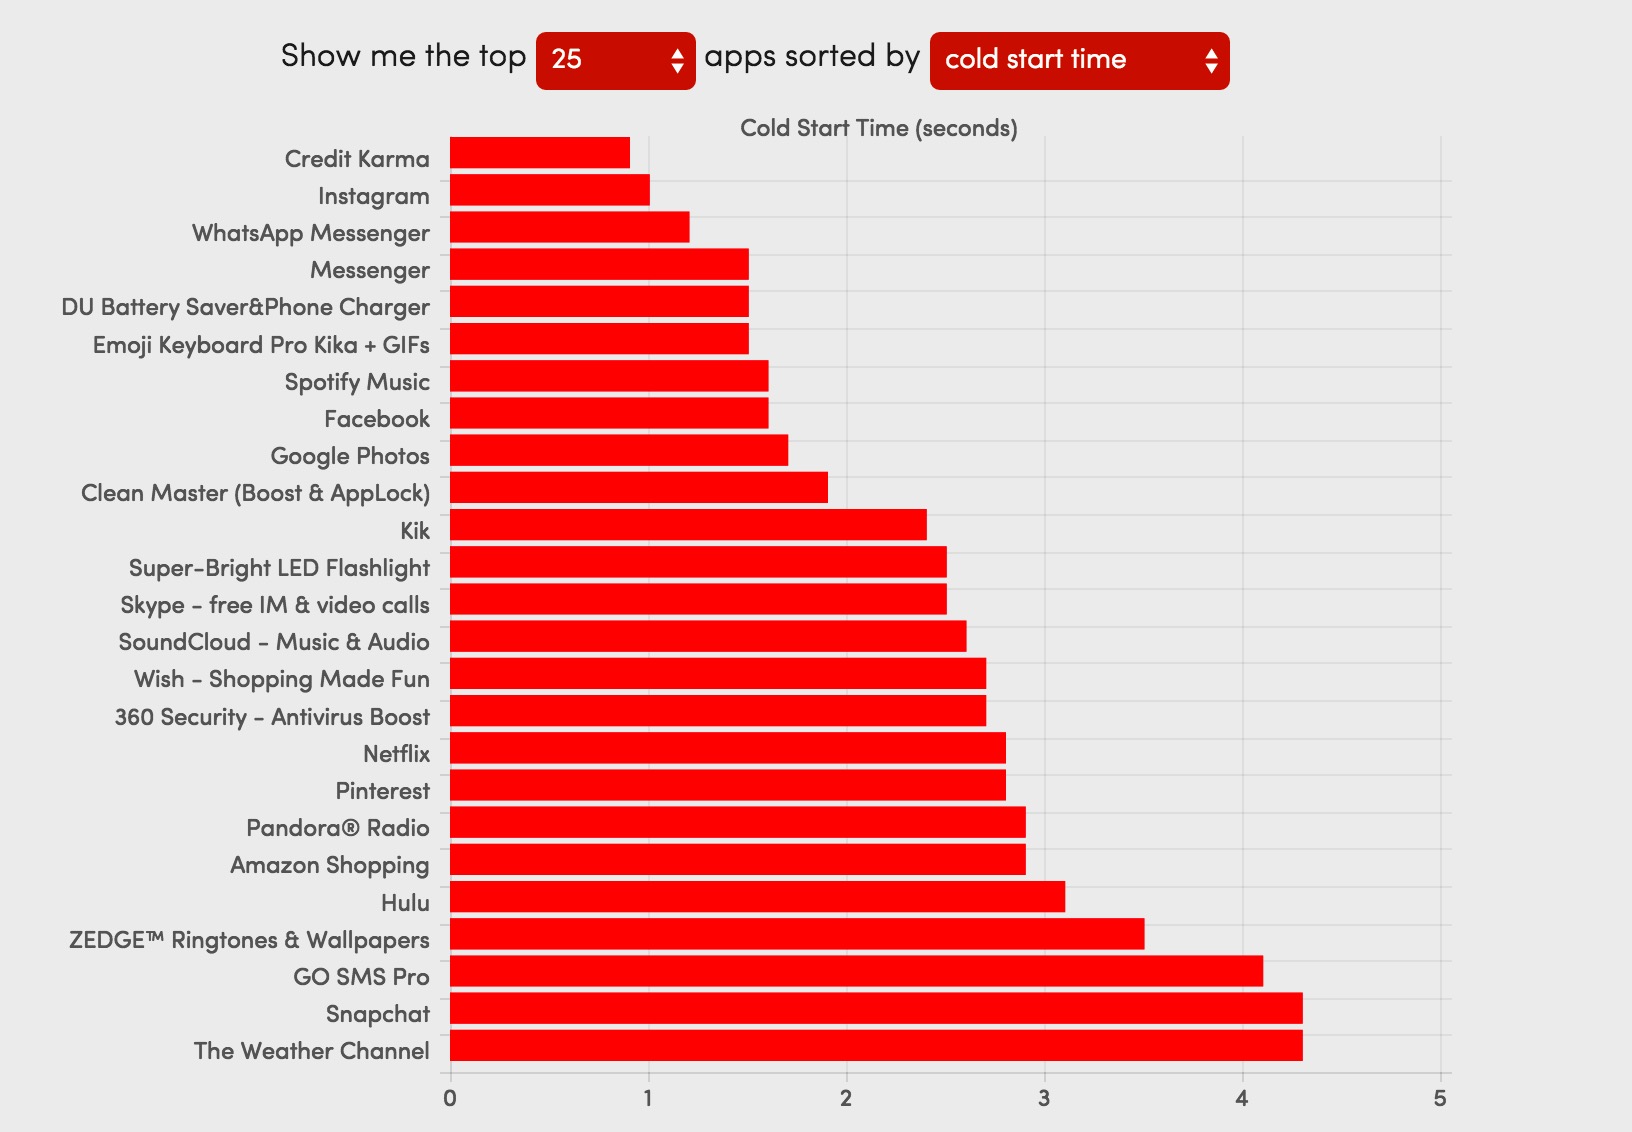 Show me the top 25 apps sorted by cold start time
Cold Start Time (seconds)
Credit Karma
Instagram
WhatsApp Messenger
Messenger
DU Battery Saver&Phone Charger
Emoji Keyboard Pro Kika + GIFs
Spotify Music
Facebook
Google Photos
Clean Master (Boost & AppLock)
Kik
Super-Bright LED Flashlight
Skype - free IM & video calls
SoundCloud - Music & Audio
Wish - Shopping Made Fun
360 Security - Antivirus Boost
Netflix
Pinterest
Pandora® Radio
Amazon Shopping
Hulu
ZEDGE™ Ringtones & Wallpapers
GO SMS Pro
Snapchat
The Weather Channel
0 1 2 3 4 5